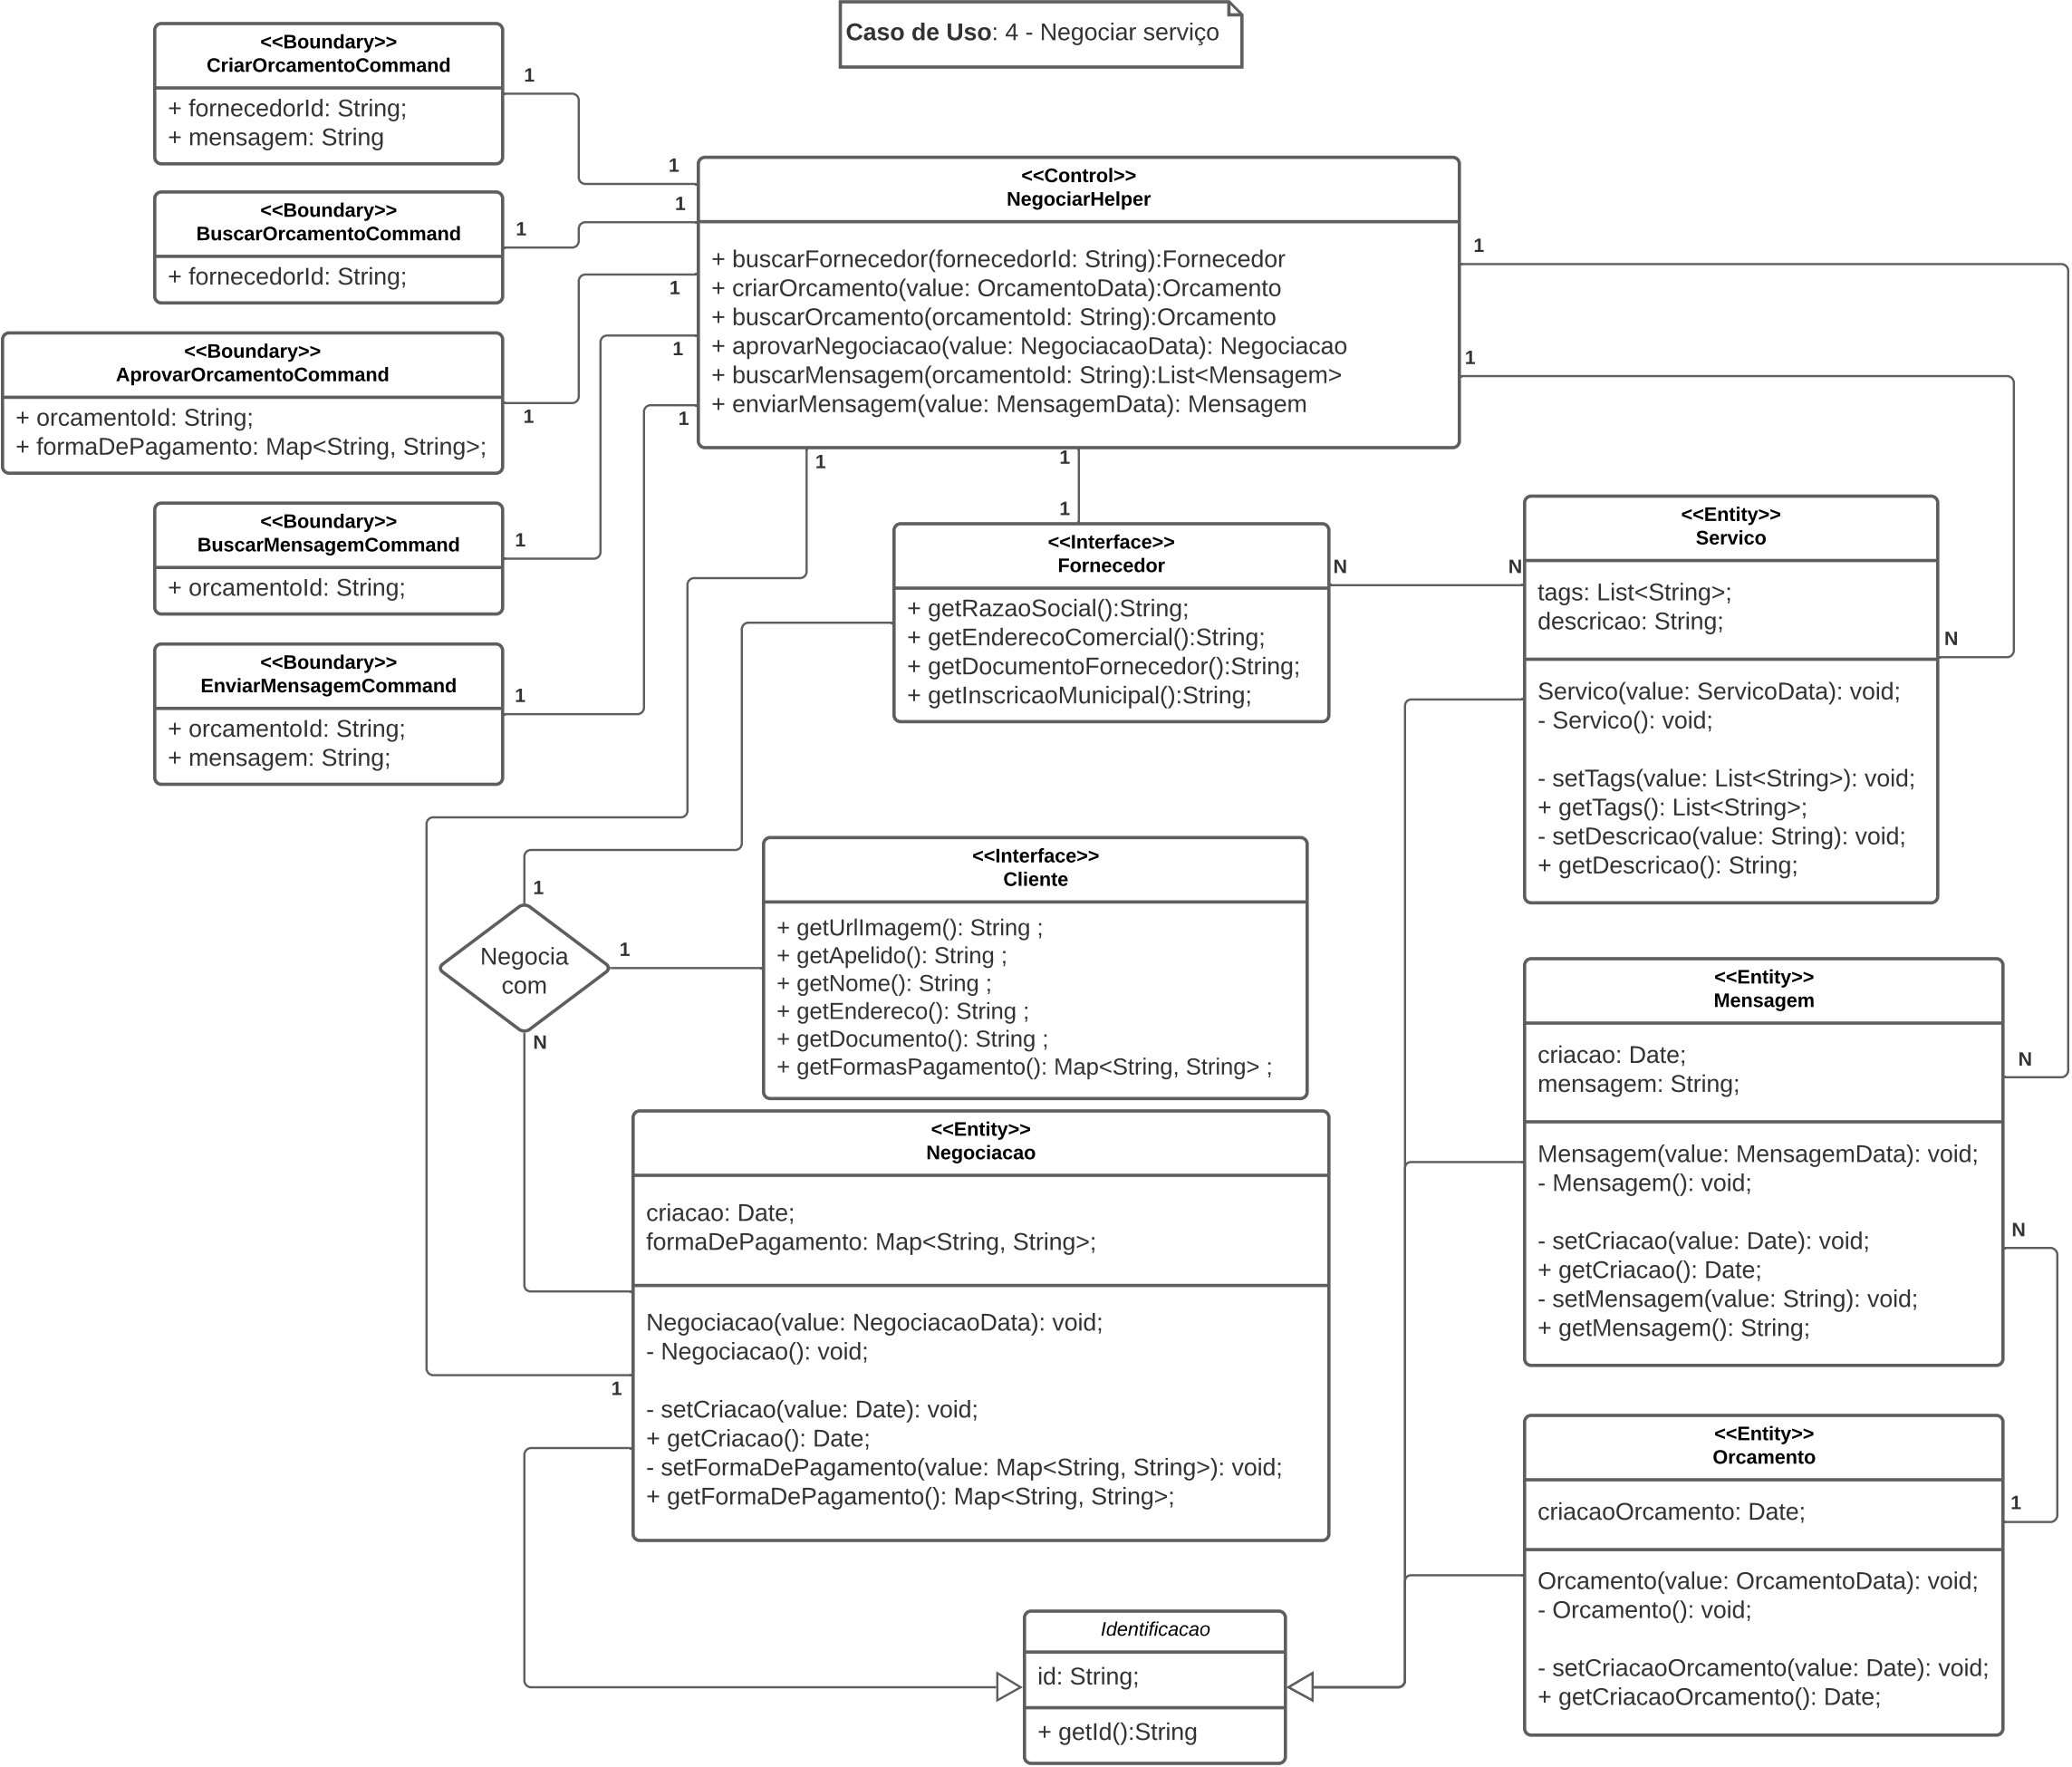 Caso de Uso: 4 - Negociar serviço
<<Boundary>>
CriarOrcamentoCommand
+ fornecedorId: String;
+ mensagem: String
1
1
<<Boundary>>
BuscarOrcamentoCommand
+ fornecedorId: String;
1
1
<<Boundary>>
AprovarOrcamentoCommand
+ orcamentoId: String;
+ formaDePagamento: Map<String, String>;
1
1
<<Boundary>>
BuscarMensagemCommand
+ orcamentoId: String;
1
1
<<Boundary>>
EnviarMensagemCommand
+ orcamentoId: String;
+ mensagem: String;
1
1
<<Control>>
NegociarHelper
+ buscarFornecedor(fornecedorId: String):Fornecedor
+ criarOrcamento(value: OrcamentoData):Orcamento
+ buscarOrcamento(orcamentoId: String):Orcamento
+ aprovarNegociacao(value: NegociacaoData): Negociacao
+ buscarMensagem(orcamentoId: String):List<Mensagem>
+ enviarMensagem(value: MensagemData): Mensagem
1
1
1
1
1
<<Interface>>
Fornecedor
+ getRazaoSocial():String;
+ getEnderecoComercial():String;
+ getDocumentoFornecedor():String;
+ getInscricaoMunicipal():String;
N
N
<<Entity>>
Servico
tags: List<String>;
descricao: String;
Servico(value: ServicoData): void;
- Servico(): void;
- setTags(value: List<String>): void;
+ getTags(): List<String>;
- setDescricao(value: String): void;
+ getDescricao(): String;
N
1
Negocia
com
1
N
<<Interface>>
Cliente
+ getUrlImagem(): String ;
+ getApelido(): String ;
+ getNome(): String ;
+ getEndereco(): String ;
+ getDocumento(): String ;
+ getFormasPagamento(): Map<String, String> ;
<<Entity>>
Mensagem
criacao: Date;
mensagem: String;
Mensagem(value: MensagemData): void;
- Mensagem(): void;
- setCriacao(value: Date): void;
+ getCriacao(): Date;
- setMensagem(value: String): void;
+ getMensagem(): String;
N
N
<<Entity>>
Negociacao
criacao: Date;
formaDePagamento: Map<String, String>;
Negociacao(value: NegociacaoData): void;
- Negociacao(): void;
- setCriacao(value: Date): void;
+ getCriacao(): Date;
- setFormaDePagamento(value: Map<String, String>): void;
+ getFormaDePagamento(): Map<String, String>;
1
<<Entity>>
Orcamento
criacaoOrcamento: Date;
Orcamento(value: OrcamentoData): void;
- Orcamento(): void;
- setCriacaoOrcamento(value: Date): void;
+ getCriacaoOrcamento(): Date;
1
Identificacao
id: String;
+ getId():String